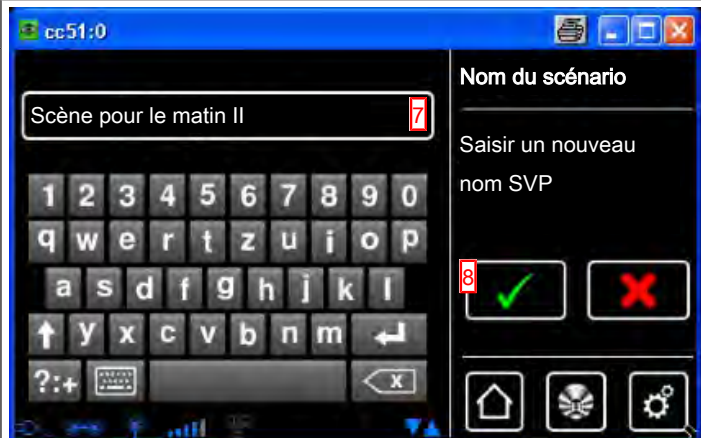 cc51:0
Nom du scénario
Scène pour le matin II 7
Saisir un nouveau
nom SVP
1 2 3 4 5 6 7 8 9 0
q w e r t z u i o p
a s d f g h j k l
y x c v b n m
?:+ x
8